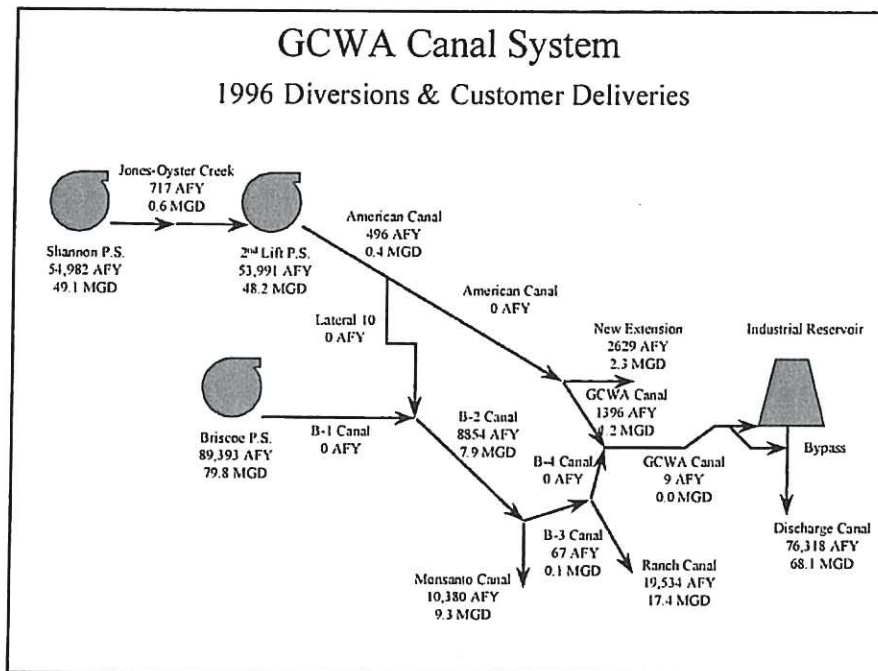 GCWA Canal System
1996 Diversions & Customer Deliveries
Jones-Oyster Creek
717 AFY
0.6 MGD
Shannon P.S.
54,982 AFY
49.1 MGD
2nd Lift P.S.
53,991 AFY
48.2 MGD
American Canal
496 AFY
0.4 MGD
American Canal
0 AFY
Lateral 10
0 AFY
New Extension
2629 AFY
2.3 MGD
Industrial Reservoir
GCWA Canal
1396 AFY
1.2 MGD
Briscoe P.S.
89,393 AFY
79.8 MGD
B-1 Canal
0 AFY
B-2 Canal
8854 AFY
7.9 MGD
B-4 Canal
0 AFY
GCWA Canal
9 AFY
0.0 MGD
Bypass
B-3 Canal
67 AFY
0.1 MGD
Monsanto Canal
10,380 AFY
9.3 MGD
Ranch Canal
19,534 AFY
17.4 MGD
Discharge Canal
76,318 AFY
68.1 MGD